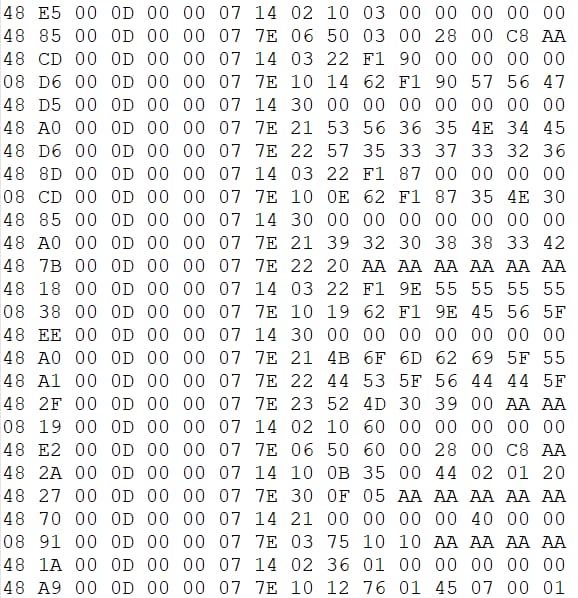 48 E5 00 0D 00 00 07 14 02 10 03 00 00 00 00 00
48 85 00 0D 00 00 07 7E 06 50 03 00 28 00 C8 AA
48 CD 00 0D 00 00 07 14 03 22 F1 90 00 00 00 00
08 D6 00 0D 00 00 07 7E 10 14 62 F1 90 57 56 47
48 D5 00 0D 00 00 07 14 30 00 00 00 00 00 00 00
48 A0 00 0D 00 00 07 7E 21 53 56 36 35 4E 34 45
48 D6 00 0D 00 00 07 7E 22 57 35 33 37 33 32 36
48 8D 00 0D 00 00 07 14 03 22 F1 87 00 00 00 00
08 CD 00 0D 00 00 07 7E 10 0E 62 F1 87 35 4E 30
48 85 00 0D 00 00 07 14 30 00 00 00 00 00 00 00
48 A0 00 0D 00 00 07 7E 21 39 32 30 38 38 33 42
48 7B 00 0D 00 00 07 7E 22 20 AA AA AA AA AA AA
48 18 00 0D 00 00 07 14 03 22 F1 9E 55 55 55 55
08 38 00 0D 00 00 07 7E 10 19 62 F1 9E 45 56 5F
48 EE 00 0D 00 00 07 14 30 00 00 00 00 00 00 00
48 A0 00 0D 00 00 07 7E 21 4B 6F 6D 62 69 5F 55
48 A1 00 0D 00 00 07 7E 22 44 53 5F 56 44 44 5F
48 2F 00 0D 00 00 07 7E 23 52 4D 30 39 00 AA AA
08 19 00 0D 00 00 07 14 02 10 60 00 00 00 00 00
48 E2 00 0D 00 00 07 7E 06 50 60 00 28 00 C8 AA
48 2A 00 0D 00 00 07 14 10 0B 35 00 44 02 01 20
48 27 00 0D 00 00 07 7E 30 0F 05 AA AA AA AA AA
48 70 00 0D 00 00 07 14 21 00 00 00 00 40 00 00
08 91 00 0D 00 00 07 7E 03 75 10 10 AA AA AA AA
48 1A 00 0D 00 00 07 14 02 36 01 00 00 00 00 00
48 A9 00 0D 00 00 07 7E 10 12 76 01 45 07 00 01